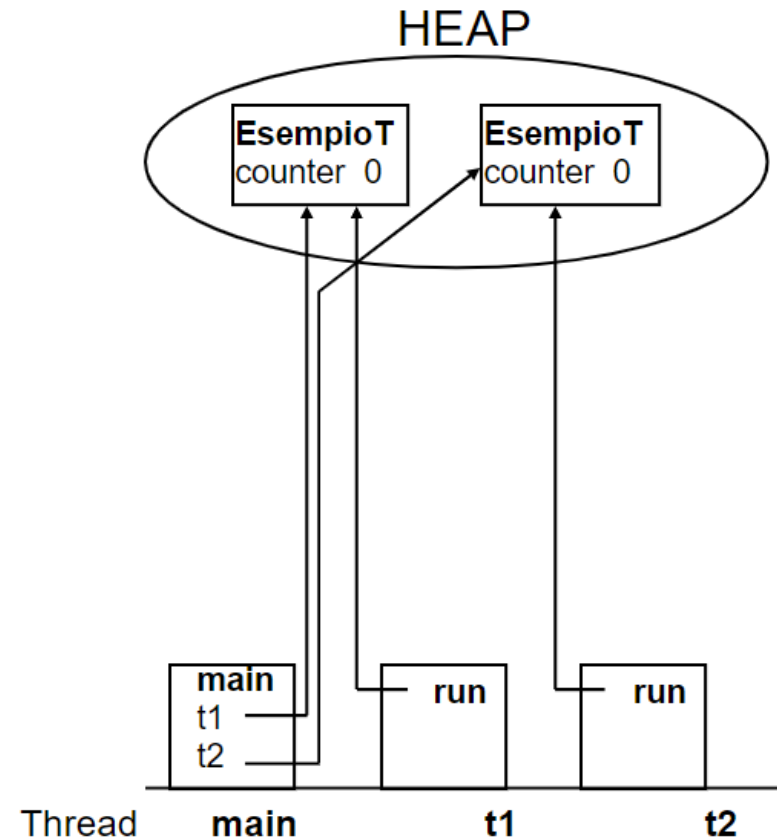 HEAP
EsempioT
counter 0
EsempioT
counter 0
main
t1
t2
run
run
Thread main t1 t2